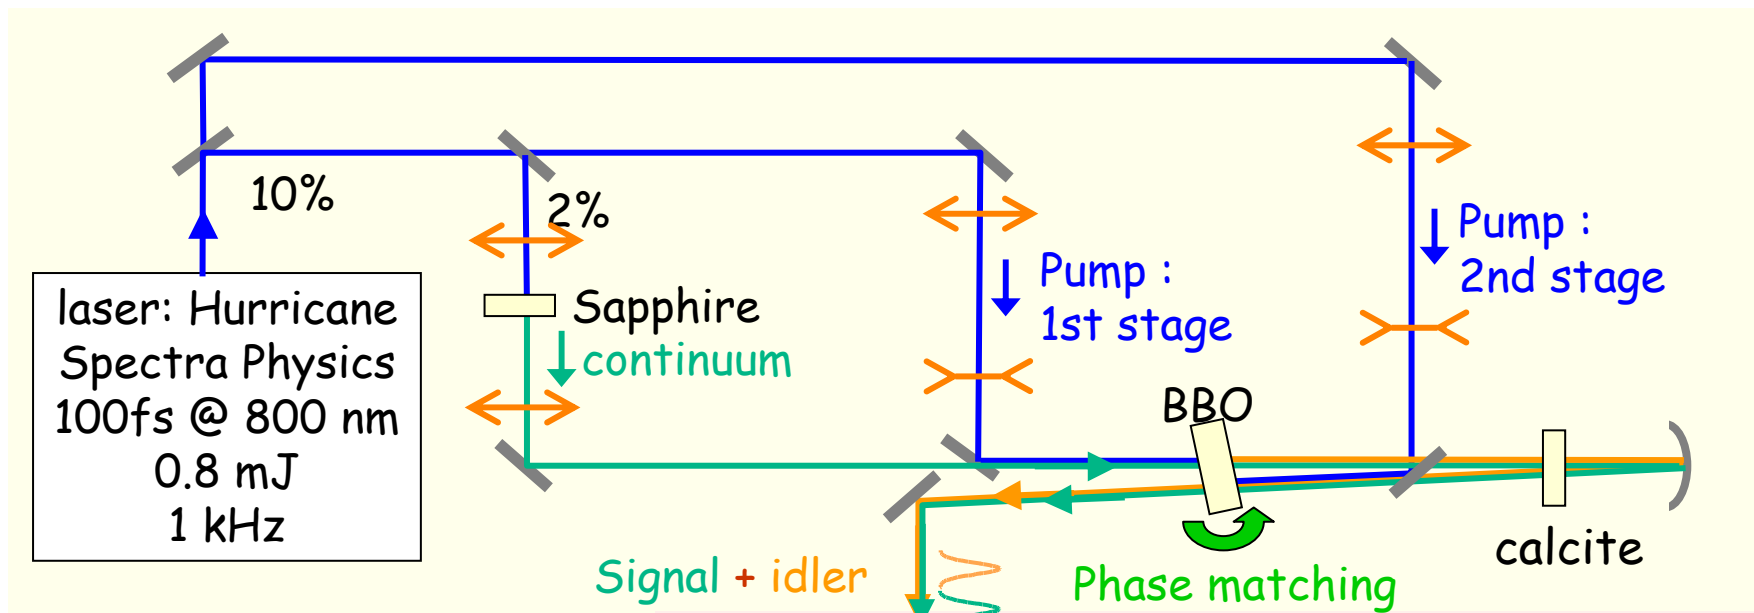 10%
2%
laser: Hurricane
Spectra Physics
100fs @ 800 nm
0.8 mJ
1 kHz
Sapphire
continuum
Pump :
1st stage
Pump :
2nd stage
BBO
calcite
Signal + idler
Phase matching